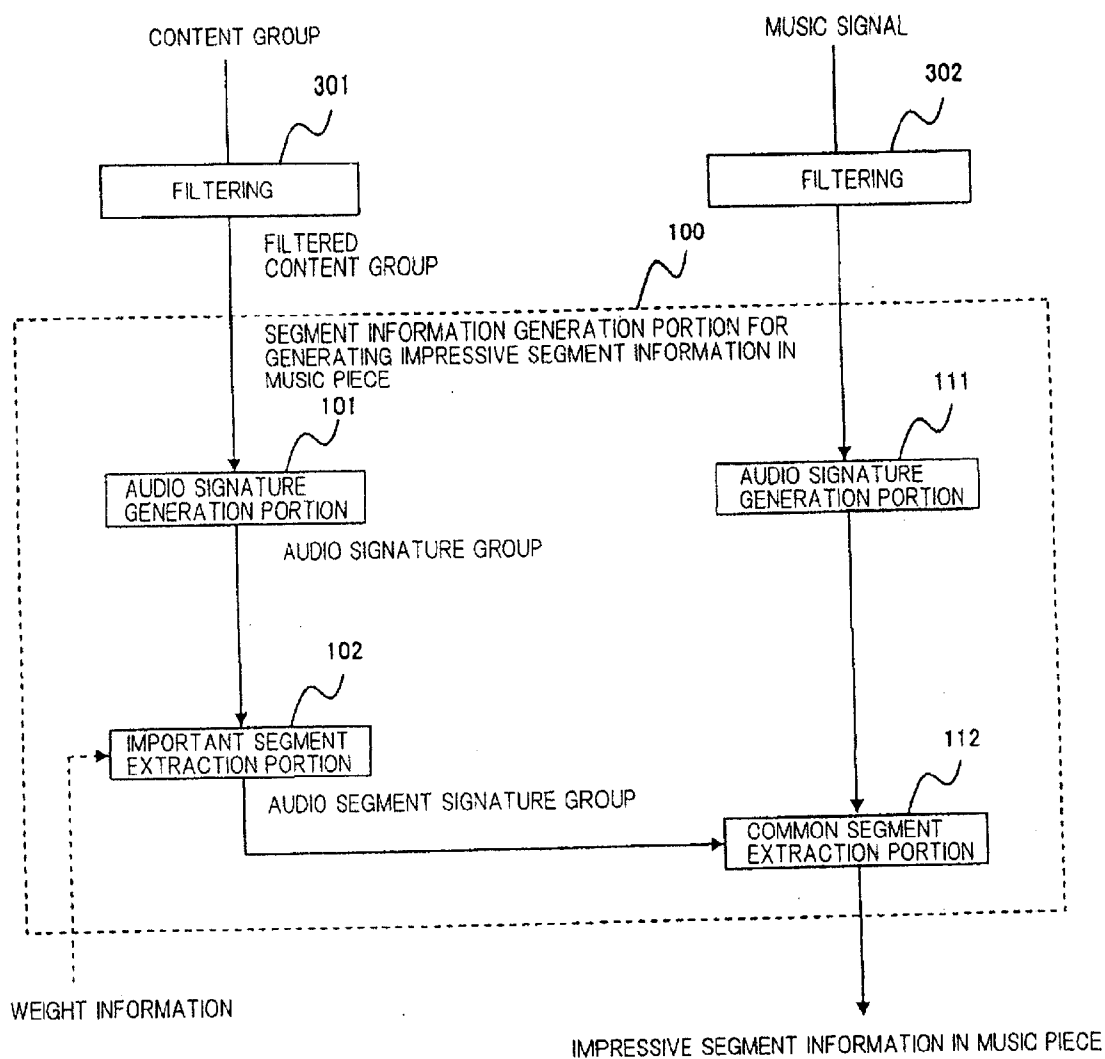 CONTENT GROUP
MUSIC SIGNAL
301
302
FILTERING
FILTERING
FILTERED
CONTENT GROUP
100
SEGMENT INFORMATION GENERATION PORTION FOR
GENERATING IMPRESSIVE SEGMENT INFORMATION IN
MUSIC PIECE
101
111
AUDIO SIGNATURE
GENERATION PORTION
AUDIO SIGNATURE
GENERATION PORTION
AUDIO SIGNATURE GROUP
102
112
IMPORTANT SEGMENT
EXTRACTION PORTION
AUDIO SEGMENT SIGNATURE GROUP
COMMON SEGMENT
EXTRACTION PORTION
WEIGHT INFORMATION
IMPRESSIVE SEGMENT INFORMATION IN MUSIC PIECE